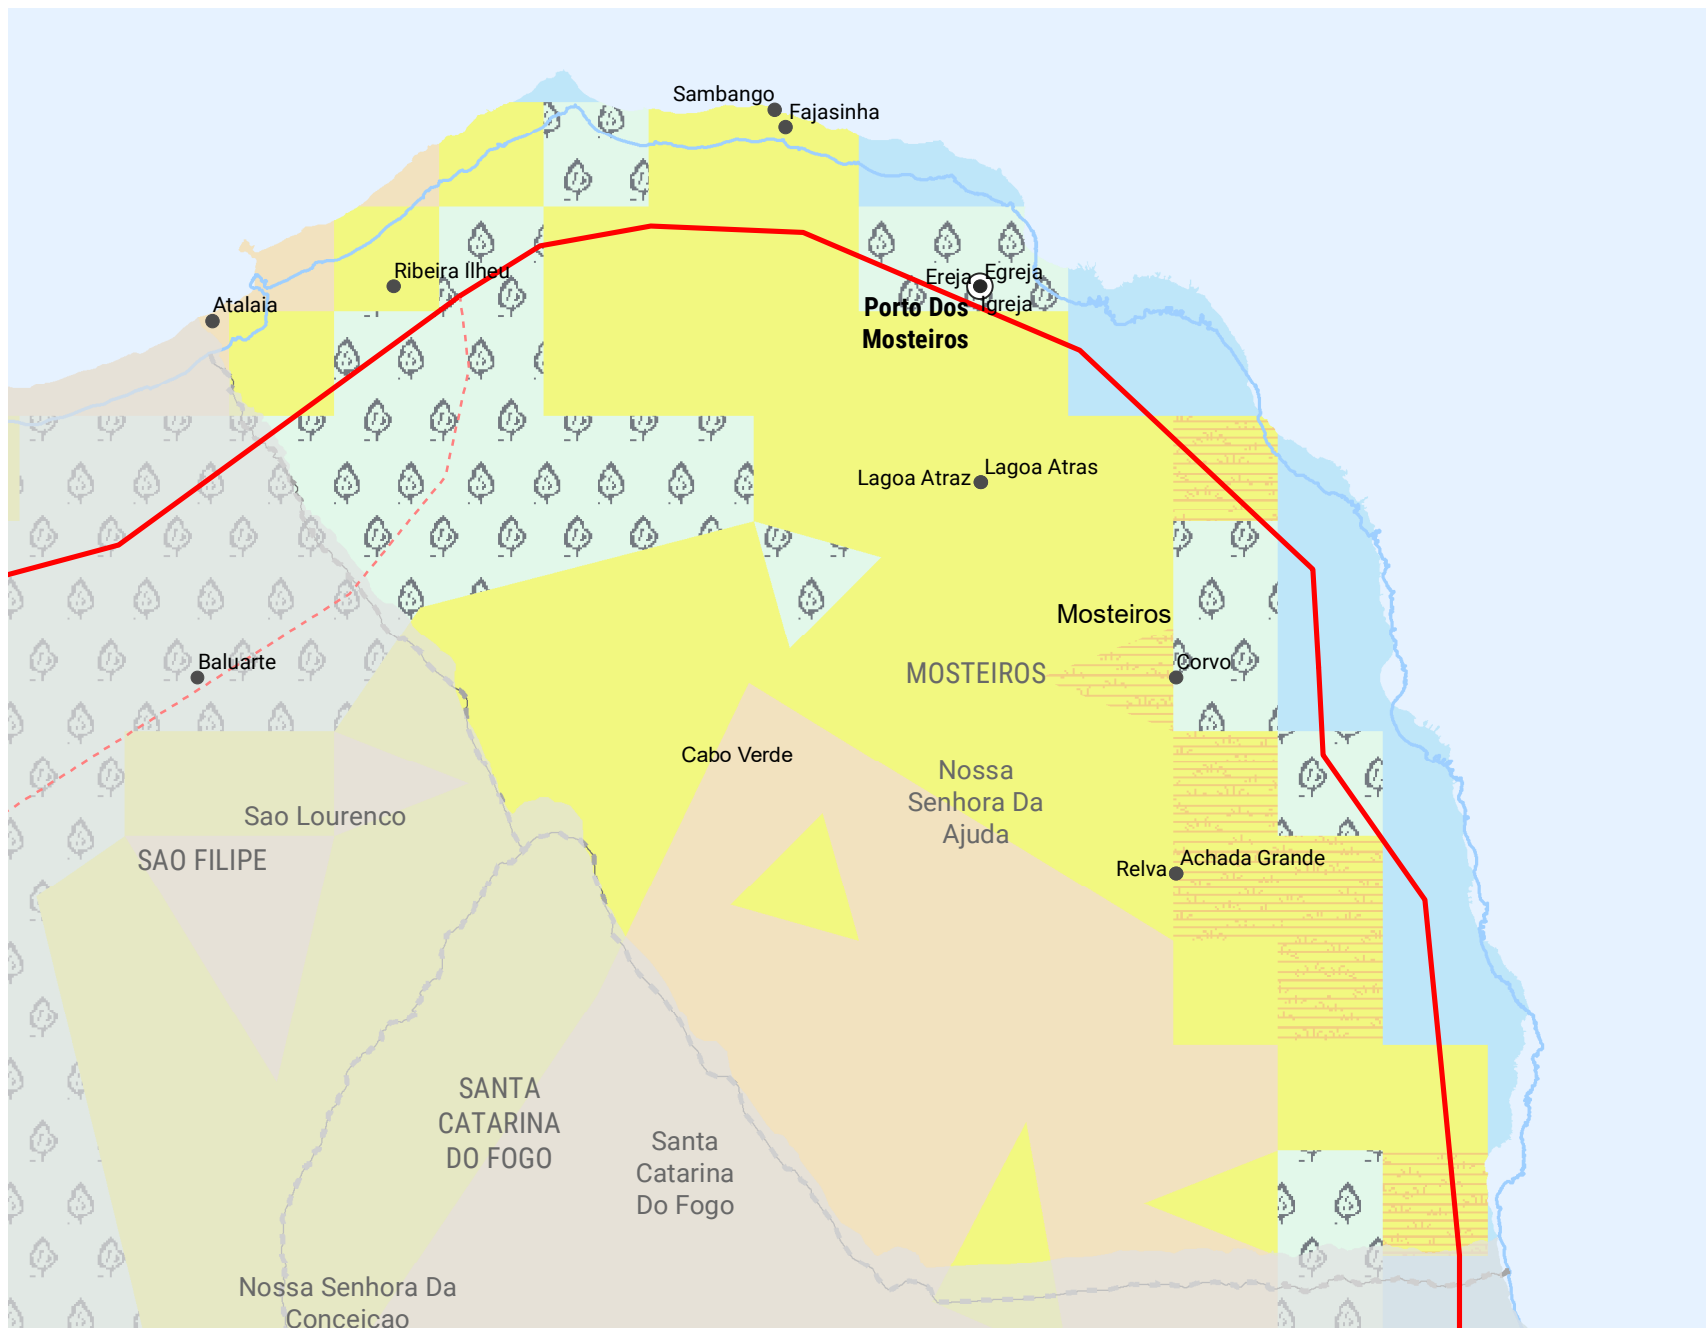 Sambango
Fajasinha
Ribeira Ilheu
Ereja
Egreja
Igreja
Porto Dos
Mosteiros
Atalaia
Lagoa Atraz
Lagoa Atras
Mosteiros
Corvo
MOSTEIROS
Baluarte
Cabo Verde
Nossa
Senhora Da
Ajuda
Sao Lourenco
SAO FILIPE
Relva
Achada Grande
SANTA
CATARINA
DO FOGO
Santa
Catarina
Do Fogo
Nossa Senhora Da
Conceicao